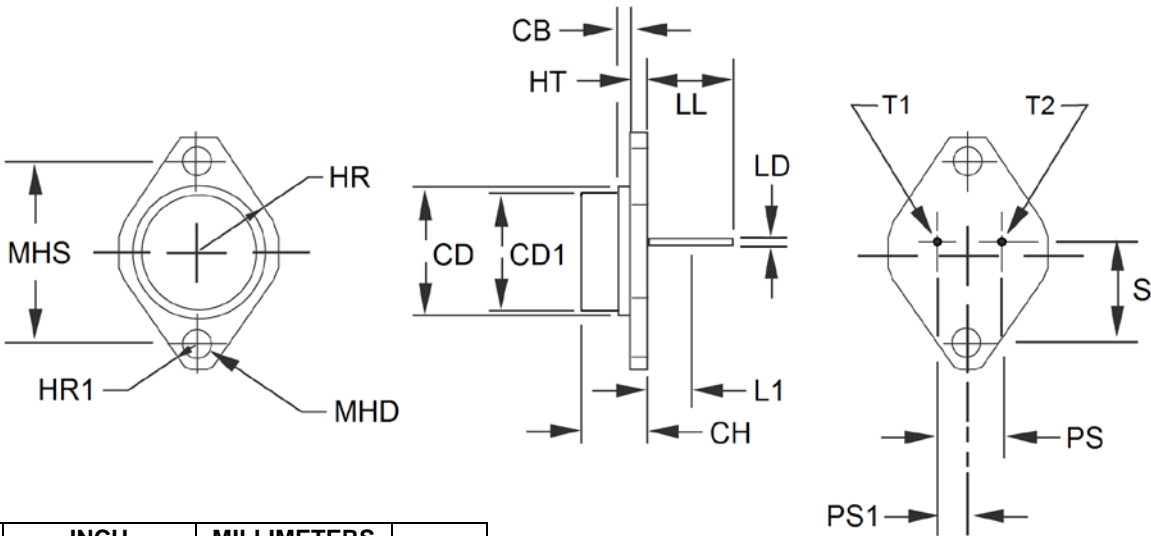 CB
HT
LL
T1
T2
LD
HR
MHS
CD
CD1
S
HR1
MHD
L1
CH
PS
PS1
INCH
MILLIMETERS